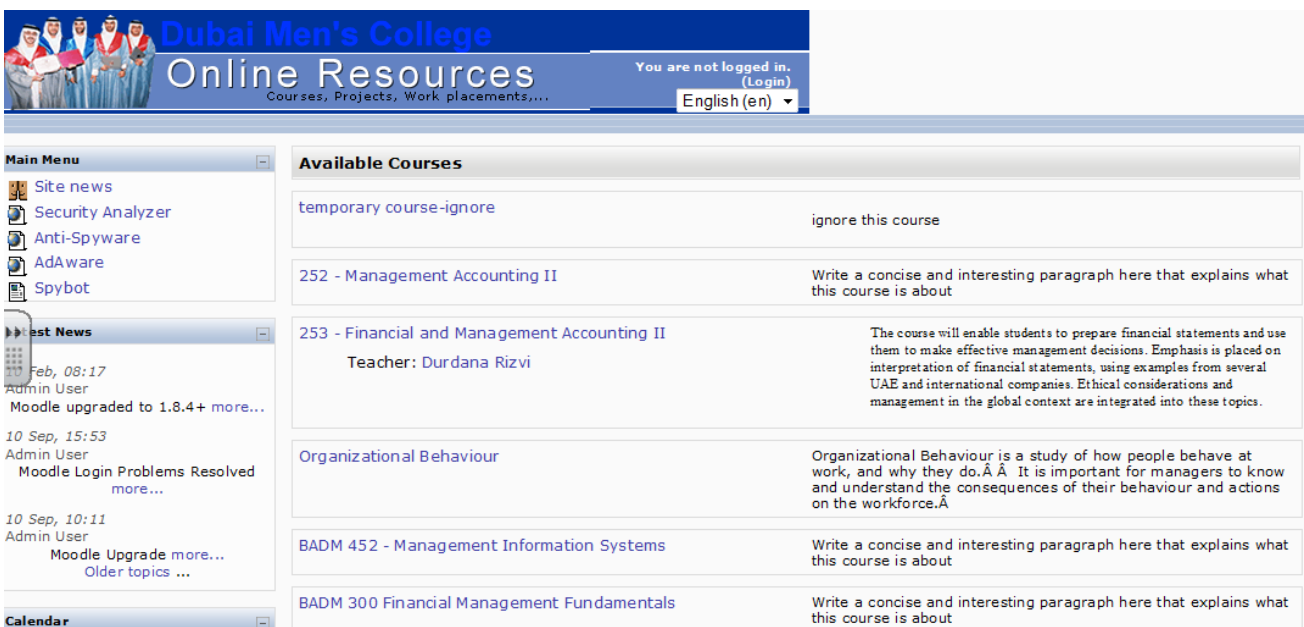 Dubai Men's College
Online Resources
Courses, Projects, Work placements,...
You are not logged in.
(Login)
English (en)
Main Menu
Site news
Security Analyzer
Anti-Spyware
AdAware
Spybot
est News
Feb, 08:17
Admin User
Moodle upgraded to 1.8.4+ more...
10 Sep, 15:53
Admin User
Moodle Login Problems Resolved
more...
10 Sep, 10:11
Admin User
Moodle Upgrade more...
Older topics ...
Calendar
Available Courses
temporary course-ignore
ignore this course
252 - Management Accounting II
Write a concise and interesting paragraph here that explains what
this course is about
253 - Financial and Management Accounting II
Teacher: Durdana Rizvi
The course will enable students to prepare financial statements and use
them to make effective management decisions. Emphasis is placed on
interpretation of financial statements, using examples from several
UAE and international companies. Ethical considerations and
management in the global context are integrated into these topics.
Organizational Behaviour
Organizational Behaviour is a study of how people behave at
work, and why they do.Â Â  It is important for managers to know
and understand the consequences of their behaviour and actions
on the workforce.Â
BADM 452 - Management Information Systems
Write a concise and interesting paragraph here that explains what
this course is about
BADM 300 Financial Management Fundamentals
Write a concise and interesting paragraph here that explains what
this course is about